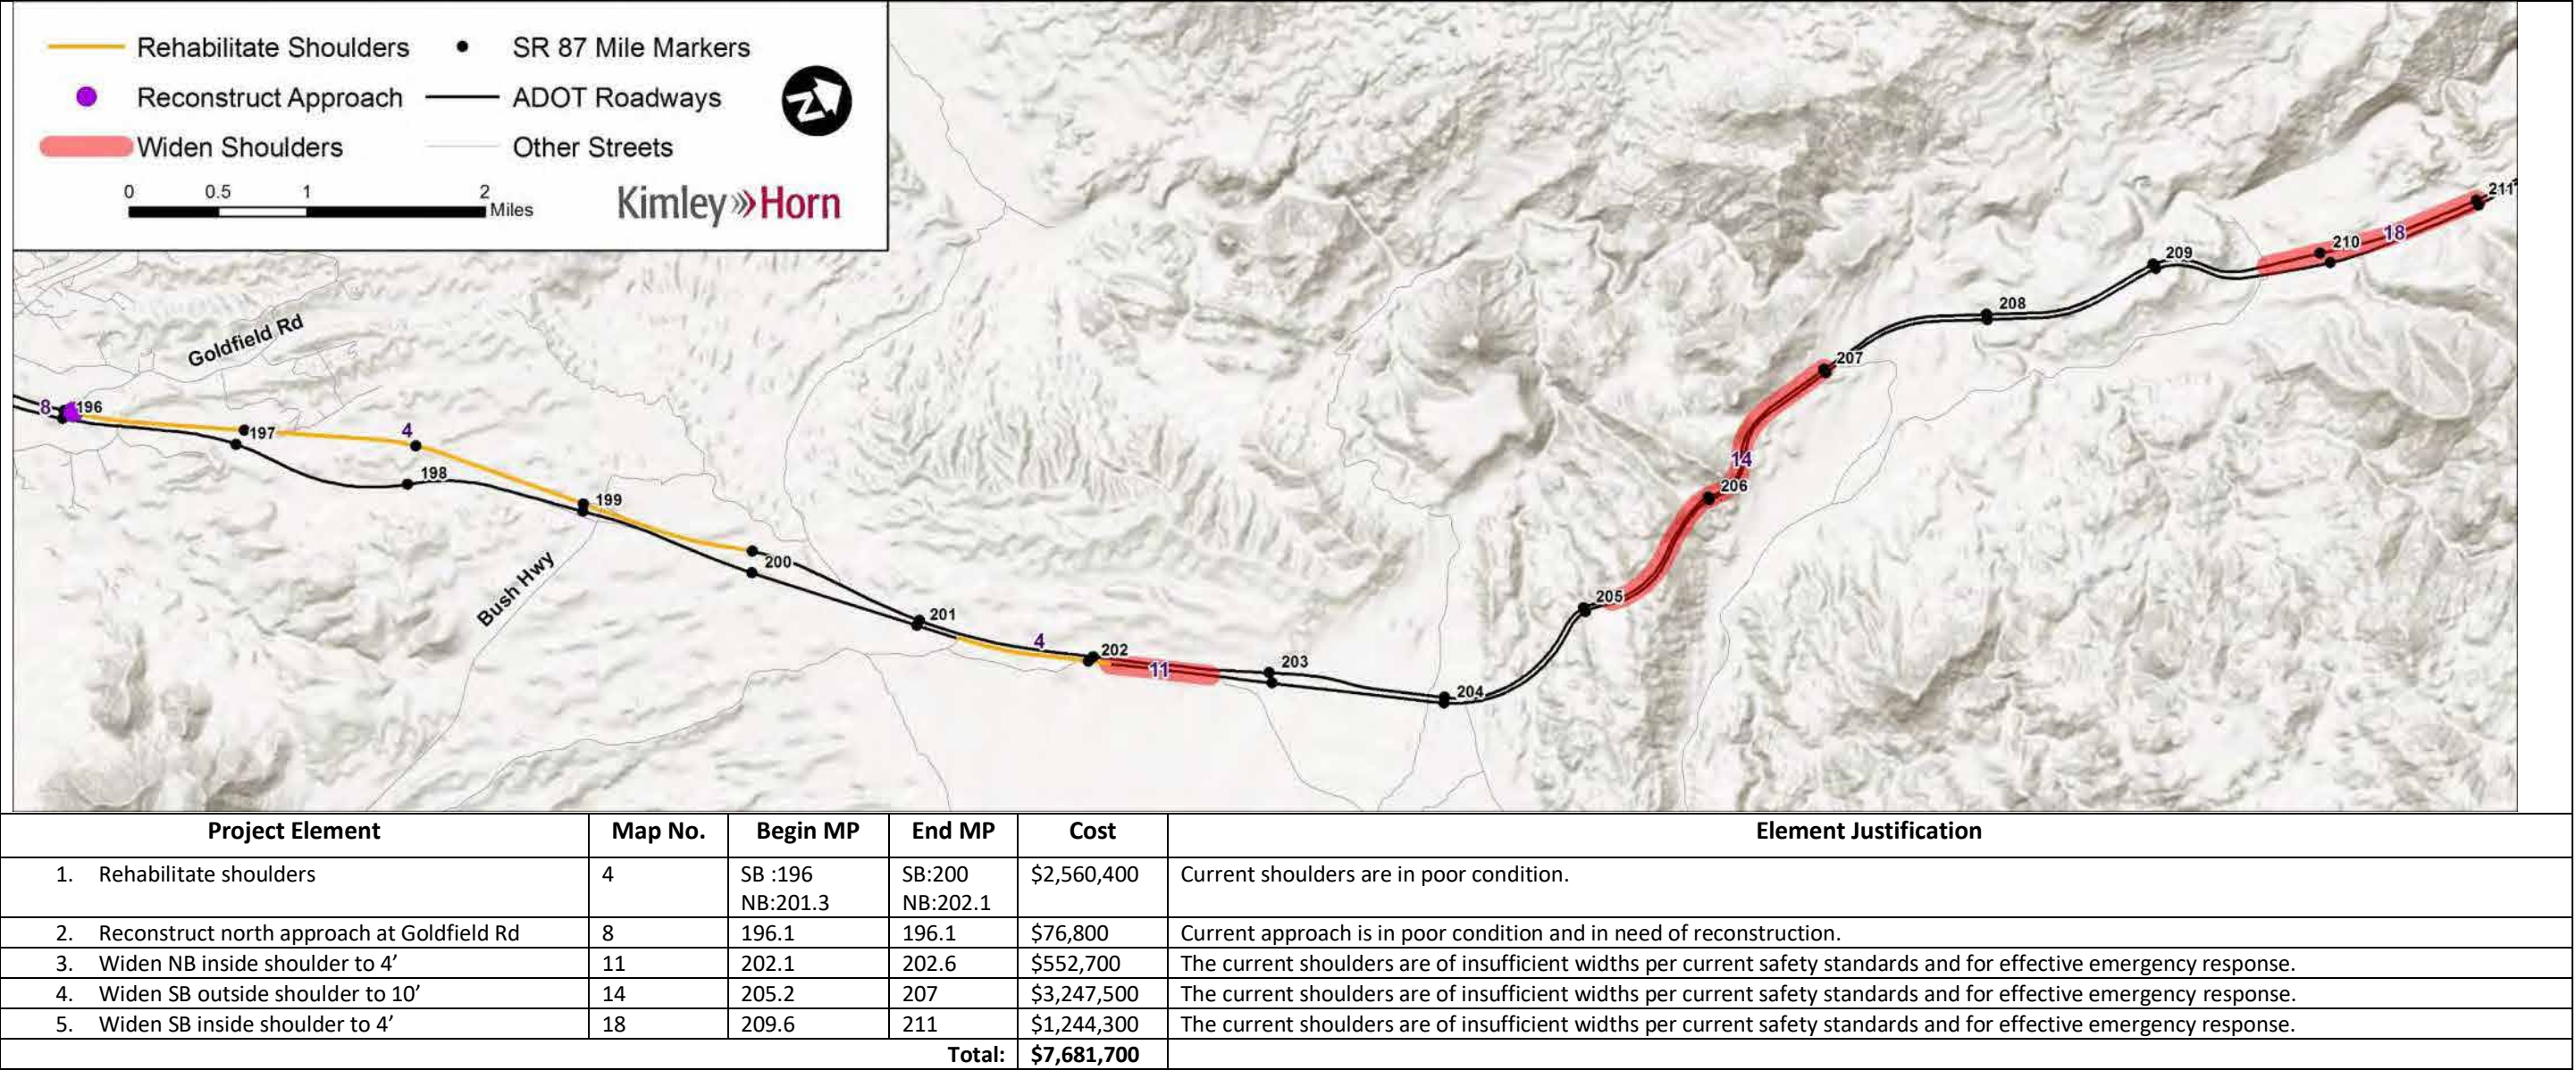 Rehabilitate Shoulders
SR 87 Mile Markers
Reconstruct Approach
ADOT Roadways
Widen Shoulders
Other Streets
N
0 0.5 1 2
Miles
Kimley»Horn
211
18
210
209
208
207
Goldfield Rd
8
196
197
4
198
14
206
199
200
Bush Hwy
205
201
4
202
11
203
204
Project Element Map No. Begin MP End MP Cost Element Justification
1. Rehabilitate shoulders 4 SB :196 SB:200 $2,560,400 Current shoulders are in poor condition.
NB:201.3 NB:202.1
2. Reconstruct north approach at Goldfield Rd 8 196.1 196.1 $76,800 Current approach is in poor condition and in need of reconstruction.
3. Widen NB inside shoulder to 4’ 11 202.1 202.6 $552,700 The current shoulders are of insufficient widths per current safety standards and for effective emergency response.
4. Widen SB outside shoulder to 10’ 14 205.2 207 $3,247,500 The current shoulders are of insufficient widths per current safety standards and for effective emergency response.
5. Widen SB inside shoulder to 4’ 18 209.6 211 $1,244,300 The current shoulders are of insufficient widths per current safety standards and for effective emergency response.
Total: $7,681,700